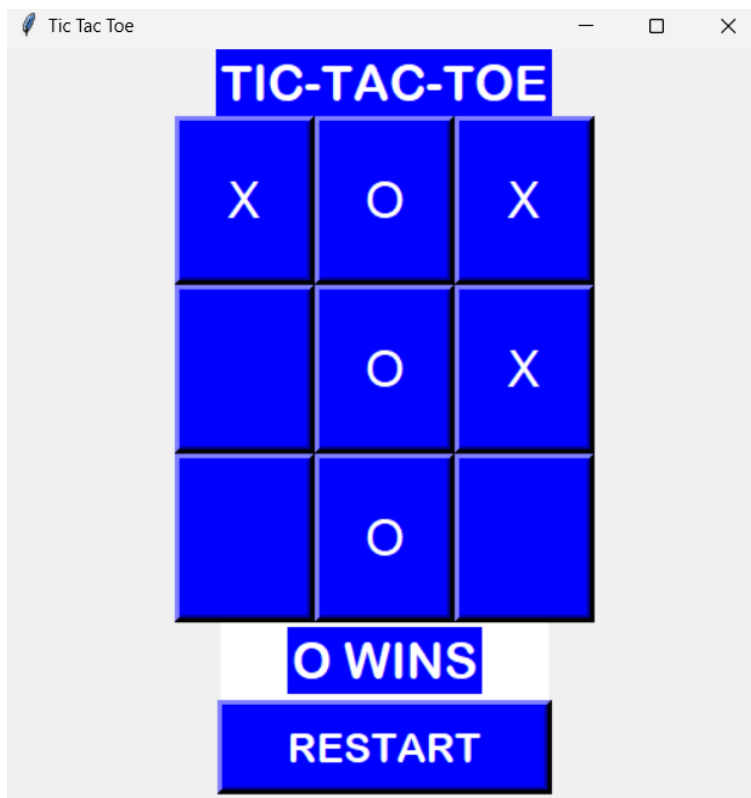 Tic Tac Toe
TIC-TAC-TOE
X O X
O X
O
O WINS
RESTART